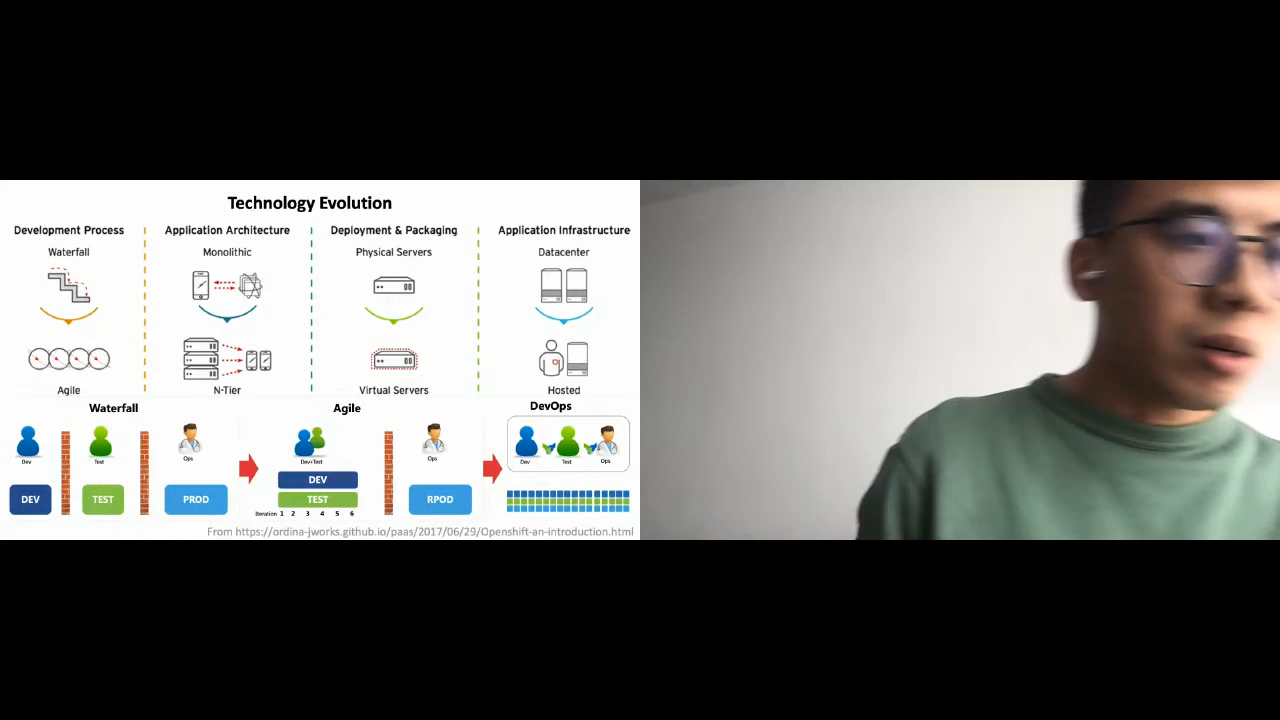 Technology Evolution
Development Process Application Architecture Deployment & Packaging Application Infrastructure
Waterfall Monolithic Physical Servers Datacenter
Agile N-Tier Virtual Servers Hosted
Waterfall Agile DevOps
Dev Test Ops Dev+Test Ops Dev Test Ops
DEV TEST PROD DEV RPOD
TEST
Iteration 1 2 3 4 5 6
From https://ordina-jworks.github.io/paas/2017/06/29/Openshift-an-introduction.html